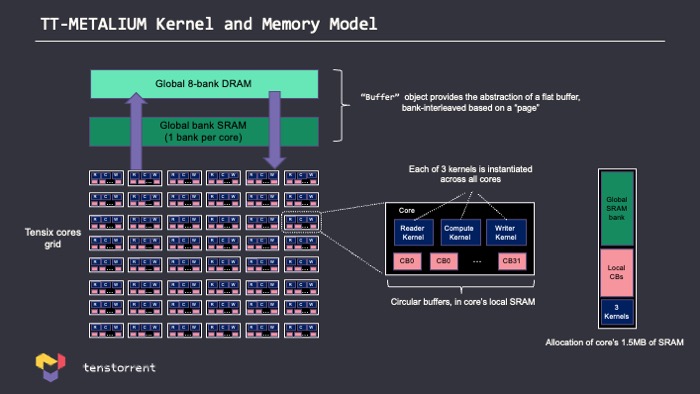 TT-METALIUM Kernel and Memory Model
Global 8-bank DRAM
Global bank SRAM
(1 bank per core)
"Buffer" object provides the abstraction of a flat buffer,
bank-interleaved based on a "page"
Tensix cores
grid
R C W
Each of 3 kernels is instantiated
across all cores
Core
Reader
Kernel
Compute
Kernel
Writer
Kernel
CB0
CB0
...
CB31
Circular buffers, in core's local SRAM
Global
SRAM
bank
Local
CBs
3
Kernels
Allocation of core's 1.5MB of SRAM
tenstorrent